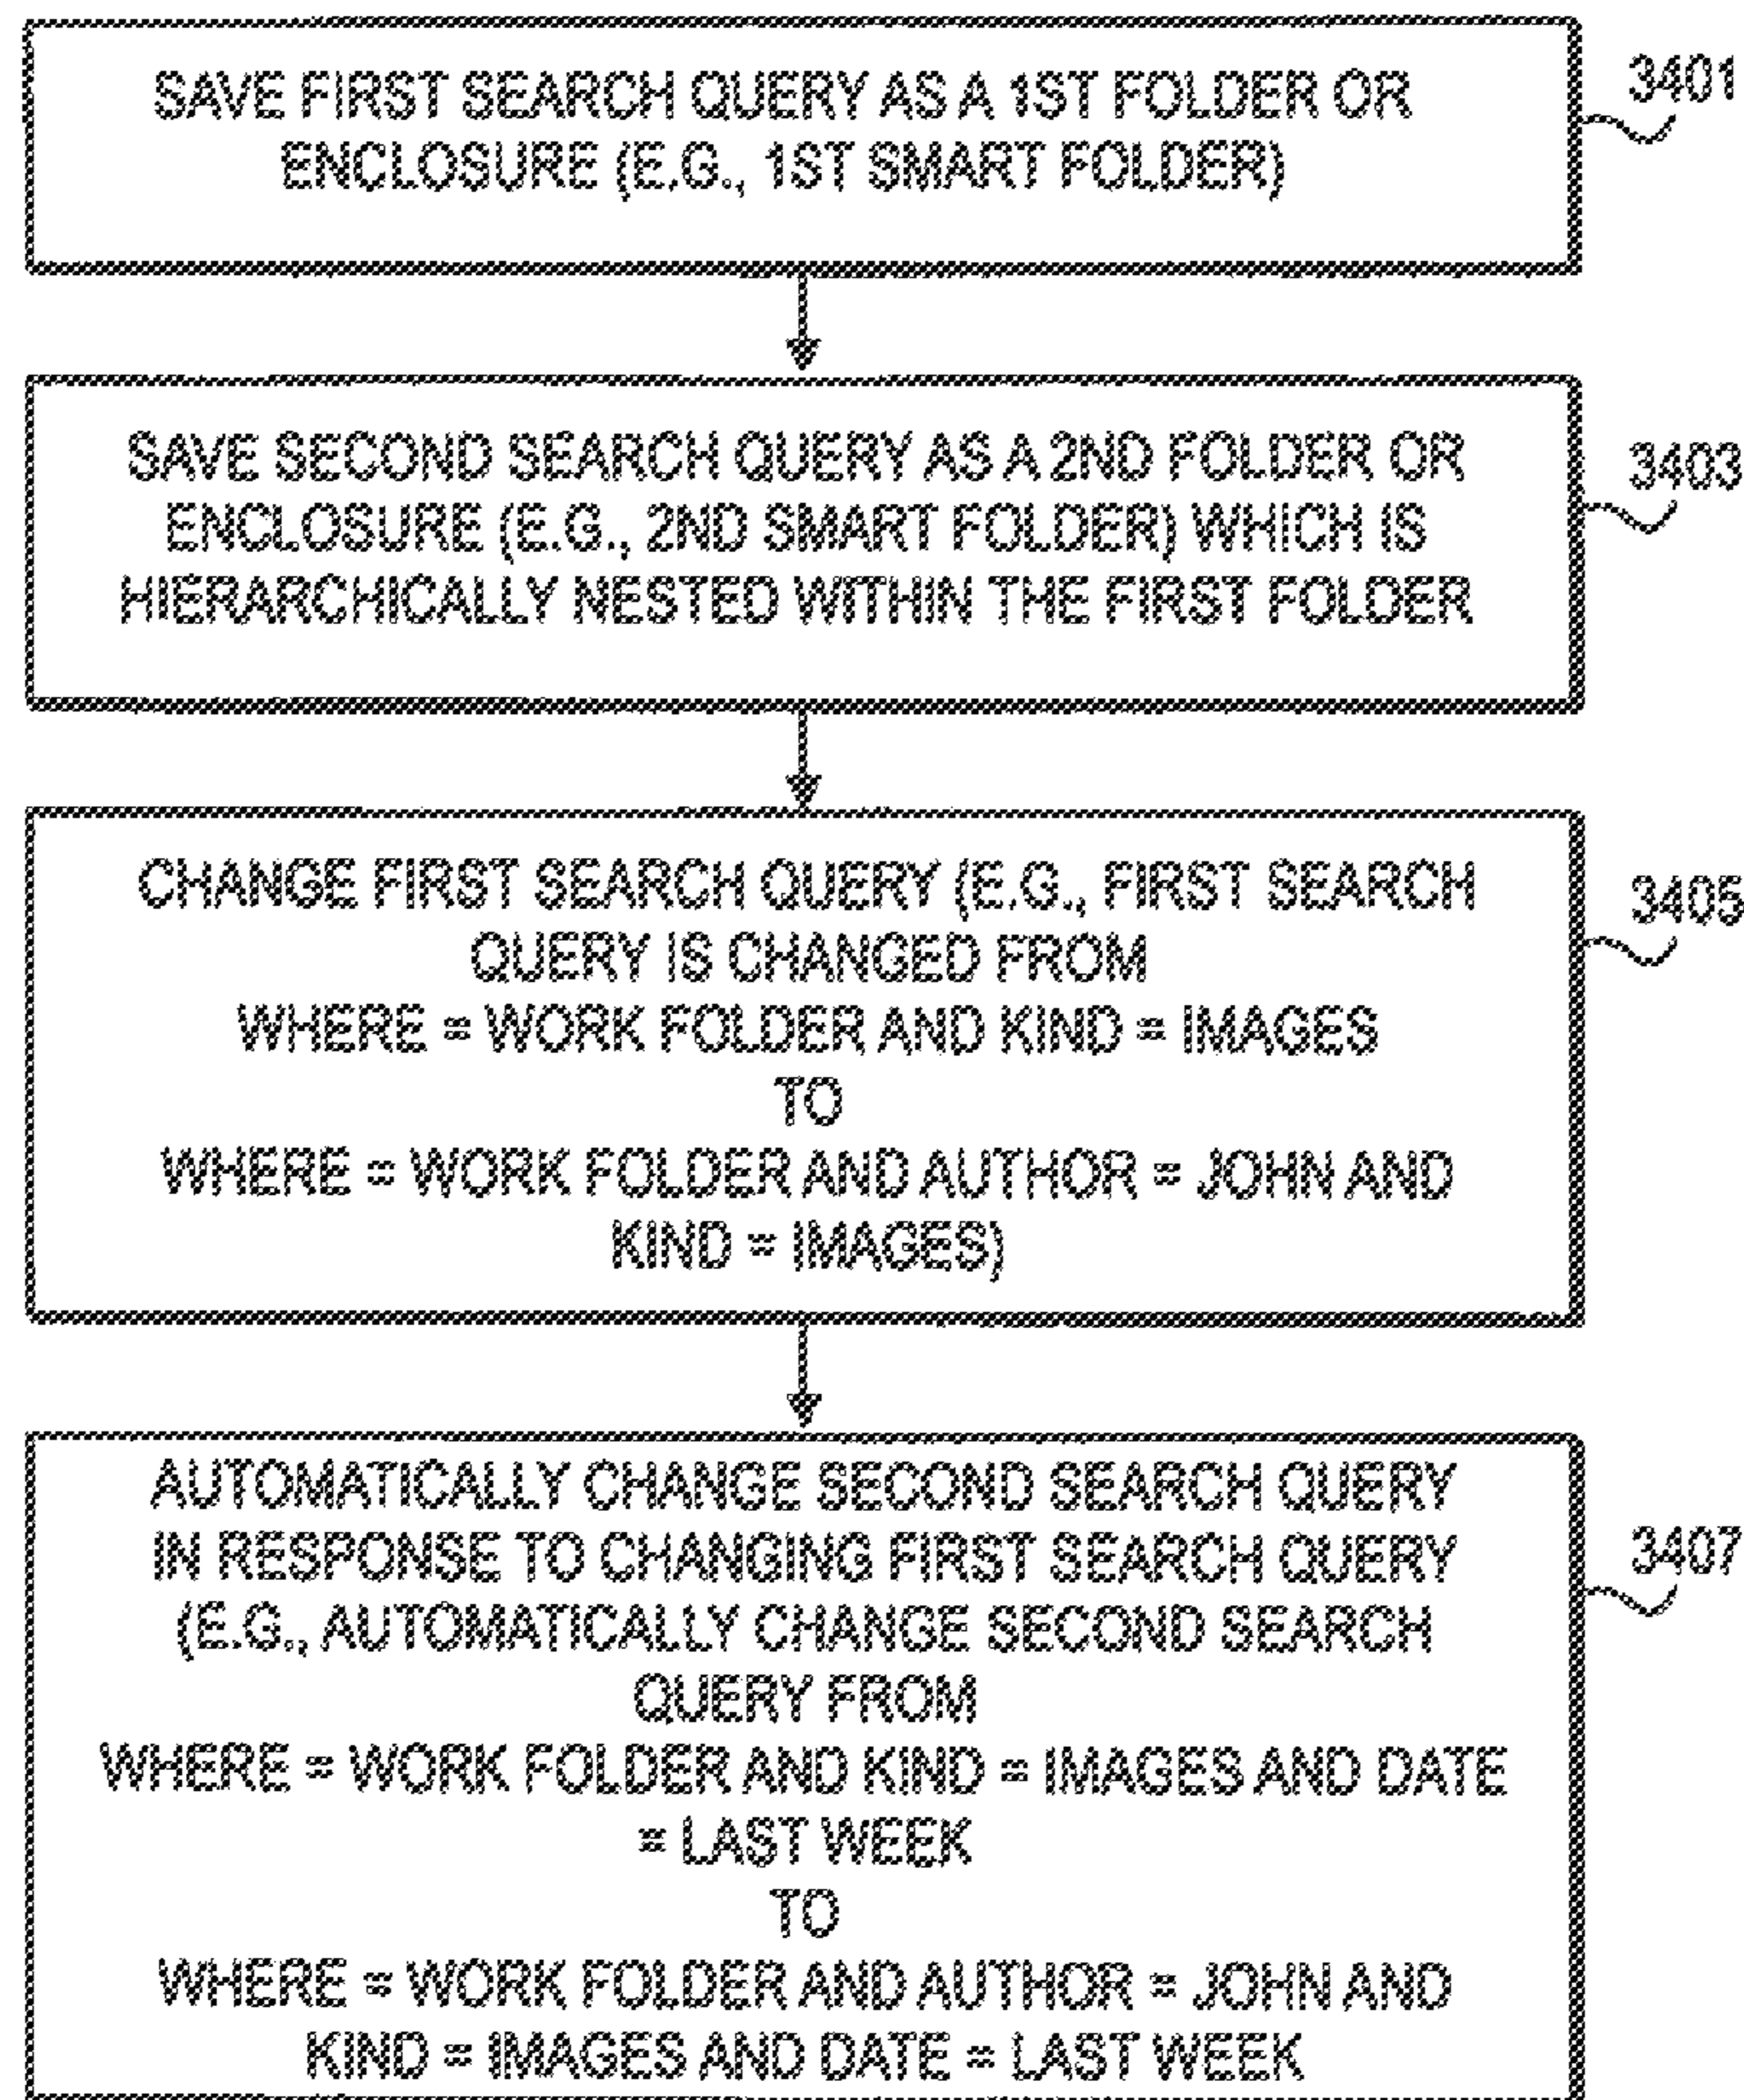 SAVE FIRST SEARCH QUERY AS A 1ST FOLDER OR
ENCLOSURE (E.G., 1ST SMART FOLDER)
3401
SAVE SECOND SEARCH QUERY AS A 2ND FOLDER OR
ENCLOSURE (E.G., 2ND SMART FOLDER) WHICH IS
HIERARCHICALLY NESTED WITHIN THE FIRST FOLDER
3403
CHANGE FIRST SEARCH QUERY (E.G., FIRST SEARCH
QUERY IS CHANGED FROM
WHERE = WORK FOLDER AND KIND = IMAGES
TO
WHERE = WORK FOLDER AND AUTHOR = JOHN AND
KIND = IMAGES)
3405
AUTOMATICALLY CHANGE SECOND SEARCH QUERY
IN RESPONSE TO CHANGING FIRST SEARCH QUERY
(E.G., AUTOMATICALLY CHANGE SECOND SEARCH
QUERY FROM
WHERE = WORK FOLDER AND KIND = IMAGES AND DATE
= LAST WEEK
TO
WHERE = WORK FOLDER AND AUTHOR = JOHN AND
KIND = IMAGES AND DATE = LAST WEEK
3407